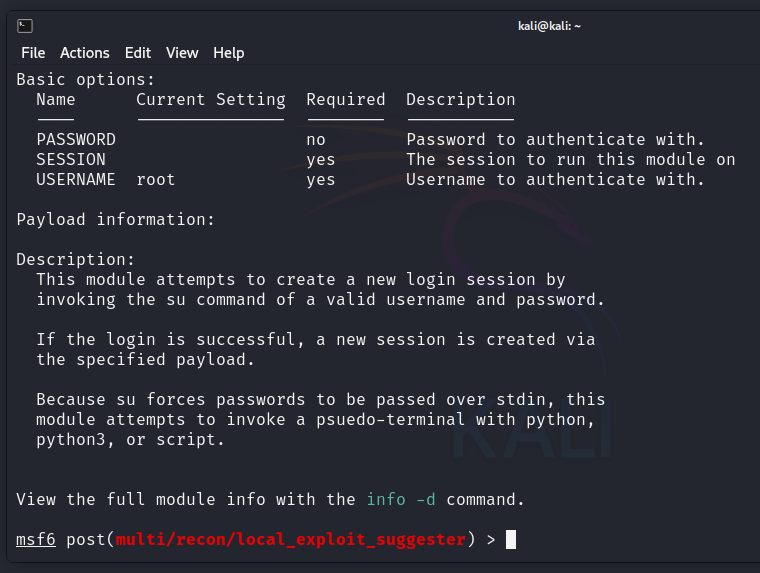 kali@kali: ~
File Actions Edit View Help
Basic options:
Name Current Setting Required Description
PASSWORD no Password to authenticate with.
SESSION yes The session to run this module on
USERNAME root yes Username to authenticate with.
Payload information:
Description:
This module attempts to create a new login session by
invoking the su command of a valid username and password.
If the login is successful, a new session is created via
the specified payload.
Because su forces passwords to be passed over stdin, this
module attempts to invoke a psuedo-terminal with python,
python3, or script.
KALI
View the full module info with the info -d command.
msf6 post(multi/recon/local_exploit_suggester) >